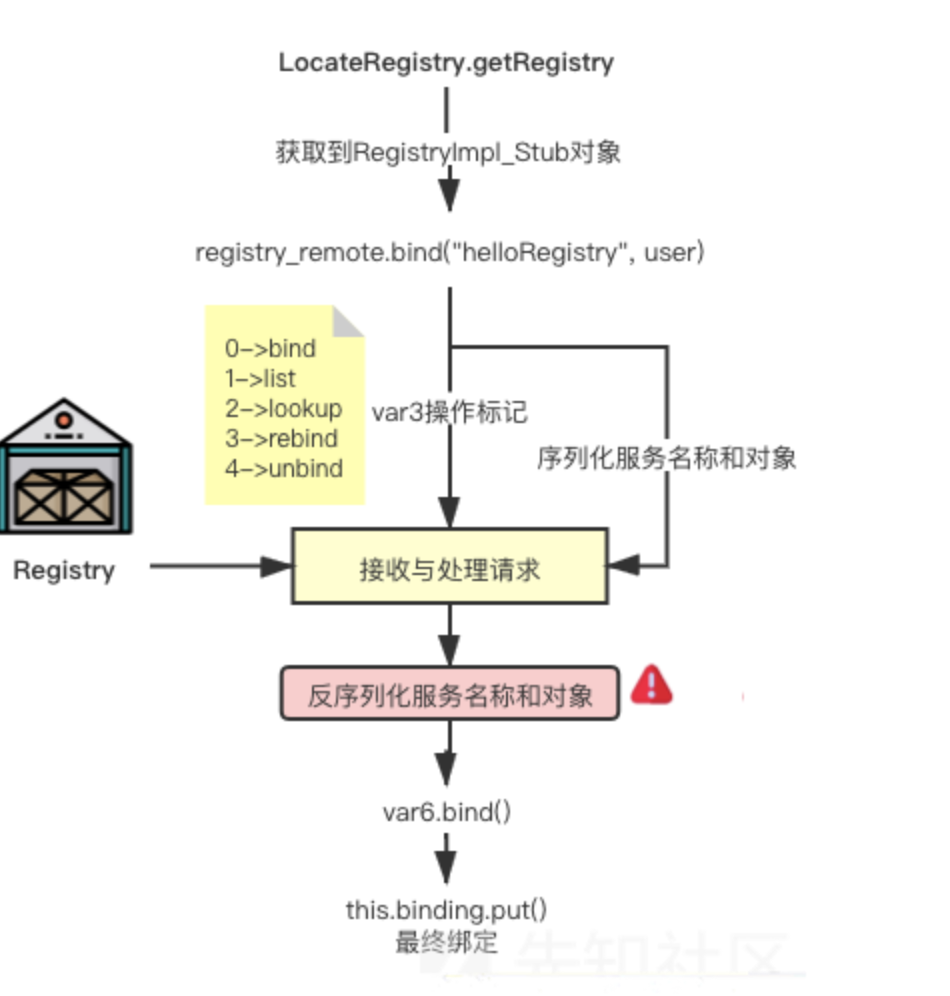 LocateRegistry.getRegistry
获取到RegistryImpl_Stub对象
registry_remote.bind("helloRegistry", user)
0–>bind
1–>list
2–>lookup
3–>rebind
4–>unbind
var3操作标记
序列化服务名称和对象
Registry
接收与处理请求
反序列化服务名称和对象
var6.bind()
this.binding.put()
最终绑定
先知社区